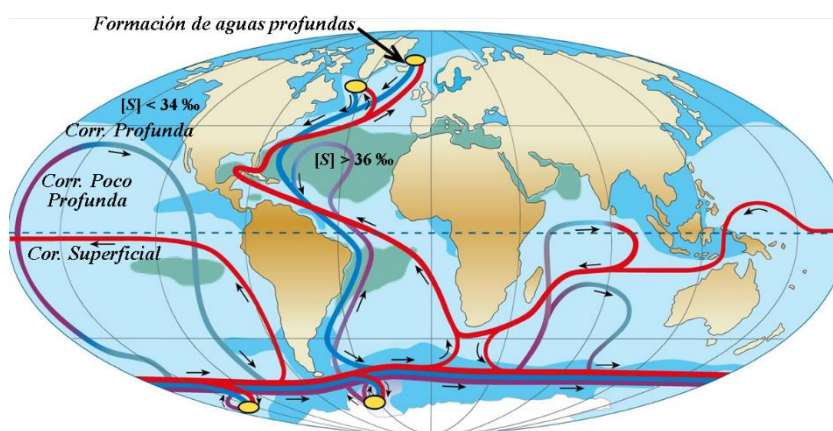 Formación de aguas profundas
[S] < 34 ‰
Corr. Profunda
[S] > 36 ‰
Corr. Poco
Profunda
Cor. Superficial